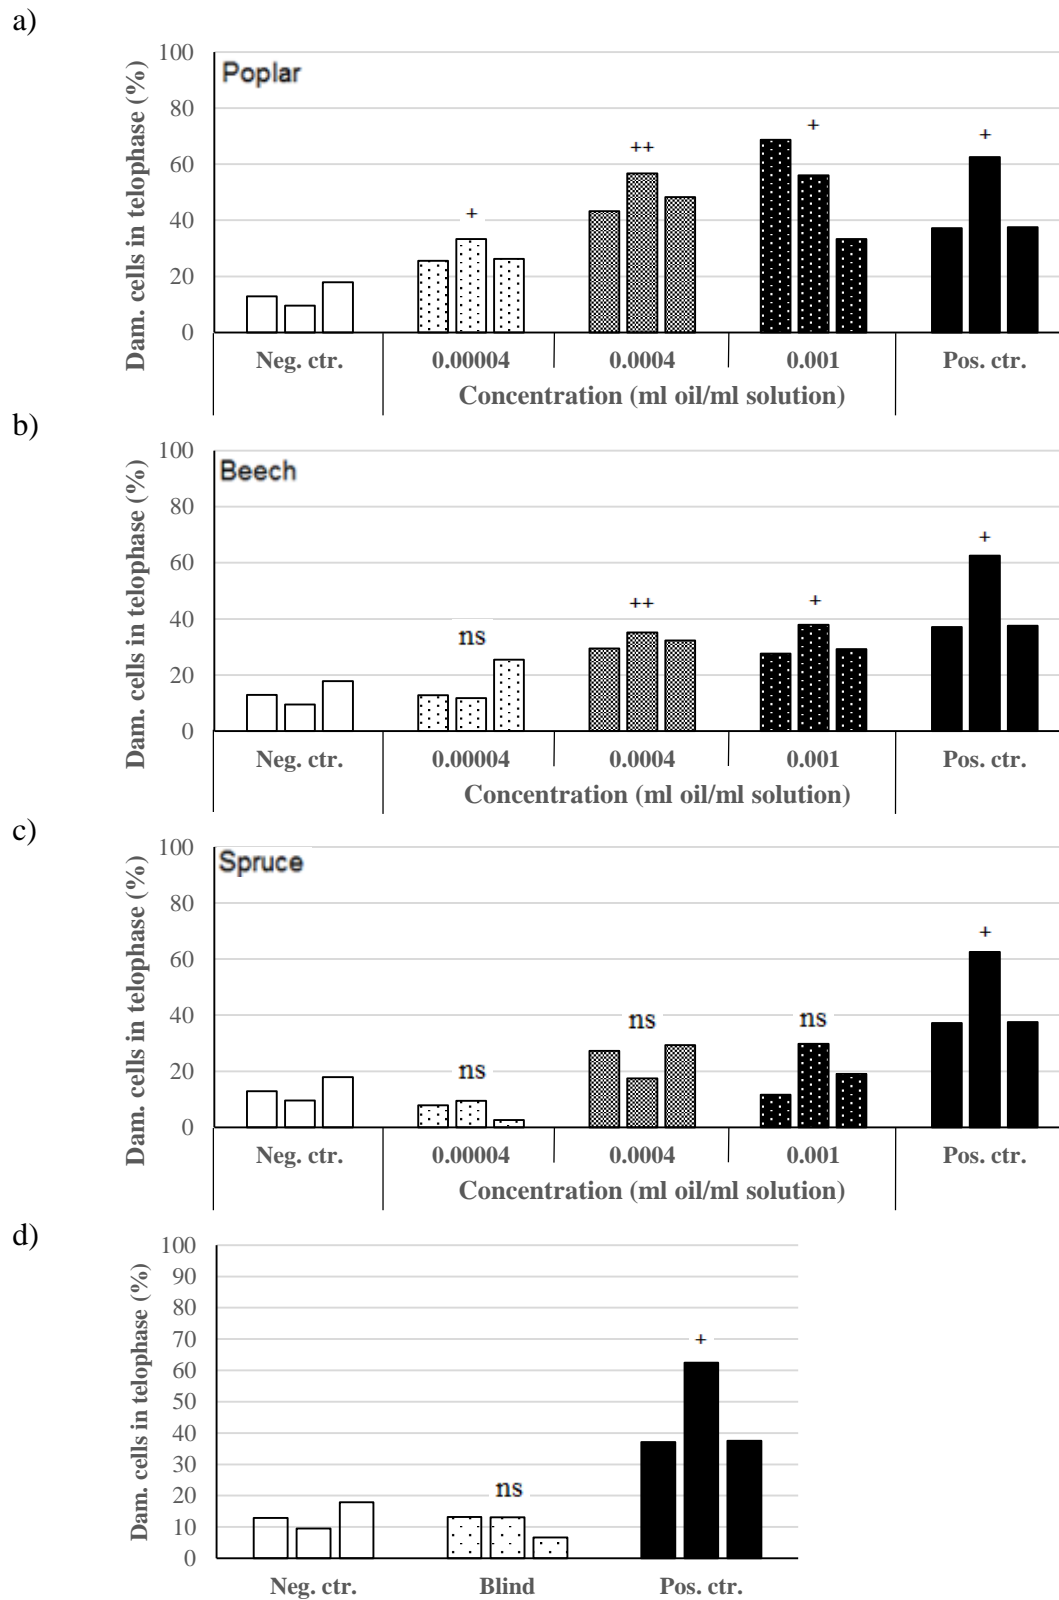 a)
Dam. cells in telophase (%)
100
80
60
40
20
0
Poplar
+
++
+
+
Neg. ctr. 0.00004 0.0004 0.001 Pos. ctr.
Concentration (ml oil/ml solution)
b)
Dam. cells in telophase (%)
100
80
60
40
20
0
Beech
ns
++
+
+
Neg. ctr. 0.00004 0.0004 0.001 Pos. ctr.
Concentration (ml oil/ml solution)
c)
Dam. cells in telophase (%)
100
80
60
40
20
0
Spruce
ns
ns
ns
+
Neg. ctr. 0.00004 0.0004 0.001 Pos. ctr.
Concentration (ml oil/ml solution)
d)
Dam. cells in telophase (%)
100
90
80
70
60
50
40
30
20
10
0
ns
+
Neg. ctr. Blind Pos. ctr.